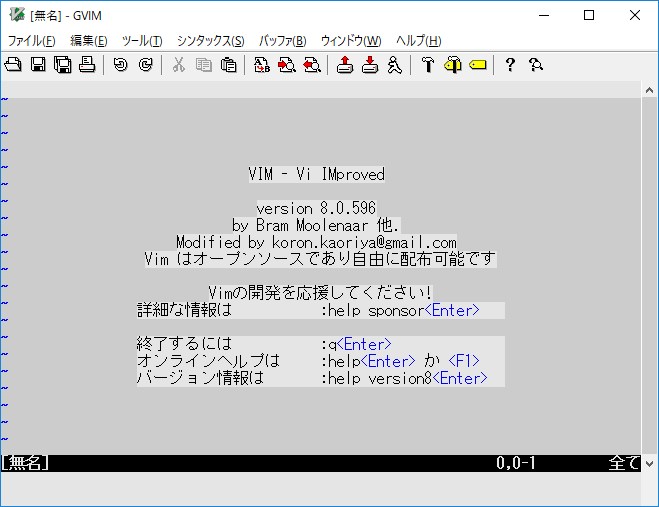 [無名] - GVIM
ファイル(F) 編集(E) ツール(T) シンタックス(S) バッファ(B) ウィンドウ(W) ヘルプ(H)
~
~
~
~
~ VIM - Vi IMproved
~
~ version 8.0.596
~ by Bram Moolenaar 他.
~ Modified by koron.kaoriya@gmail.com
~ Vim はオープンソースであり自由に配布可能です
~
~ Vimの開発を応援してください!
~ 詳細な情報は :help sponsor<Enter>
~
~ 終了するには :q<Enter>
~ オンラインヘルプは :help<Enter> か <F1>
~ バージョン情報は :help version8<Enter>
~
~
~
~
[無名] 0,0-1 全て